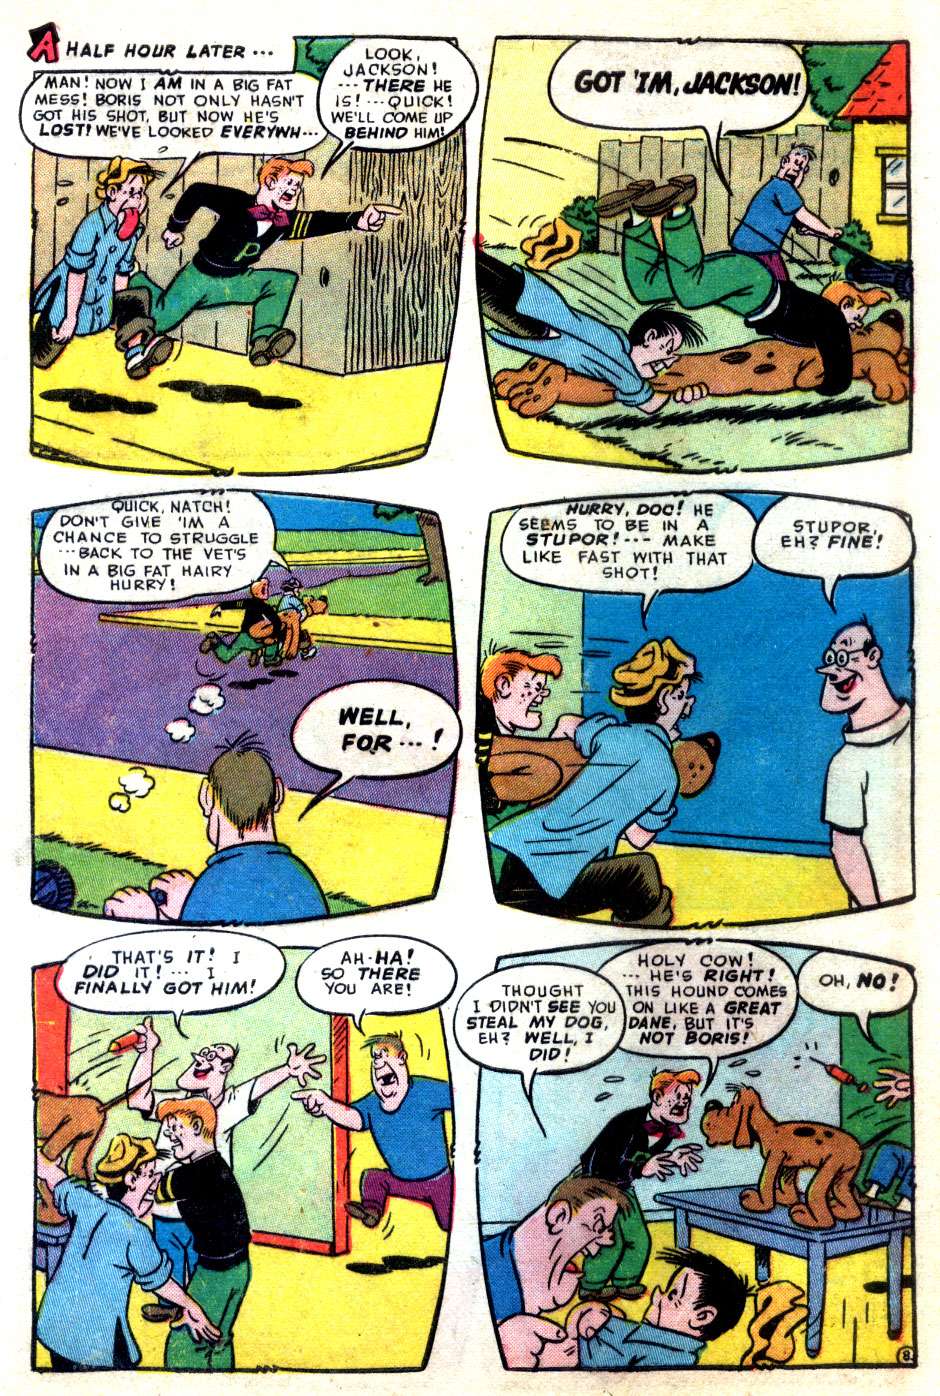 A HALF HOUR LATER ...
MAN! NOW I AM IN A BIG FAT
MESS! BORIS NOT ONLY HASN'T
GOT HIS SHOT, BUT NOW HE'S
LOST! WE'VE LOOKED EVERYWH...
LOOK,
JACKSON!
... THERE HE
IS! ... QUICK!
WE'LL COME UP
BEHIND HIM!
P
GOT 'IM, JACKSON!
QUICK, NATCH!
DON'T GIVE 'IM A
CHANCE TO STRUGGLE
... BACK TO THE VET'S
IN A BIG FAT HAIRY
HURRY!
WELL,
FOR ... !
HURRY, DOC! HE
SEEMS TO BE IN A
STUPOR! ... MAKE
LIKE FAST WITH THAT
SHOT!
STUPOR,
EH? FINE!
THAT'S IT! I
DID IT! ... I
FINALLY GOT HIM!
AH-HA!
SO THERE
YOU ARE!
THOUGHT
I DIDN'T SEE YOU
STEAL MY DOG,
EH? WELL, I
DID!
HOLY COW!
... HE'S RIGHT!
THIS HOUND COMES
ON LIKE A GREAT
DANE, BUT IT'S
NOT BORIS!
OH, NO!
P
8